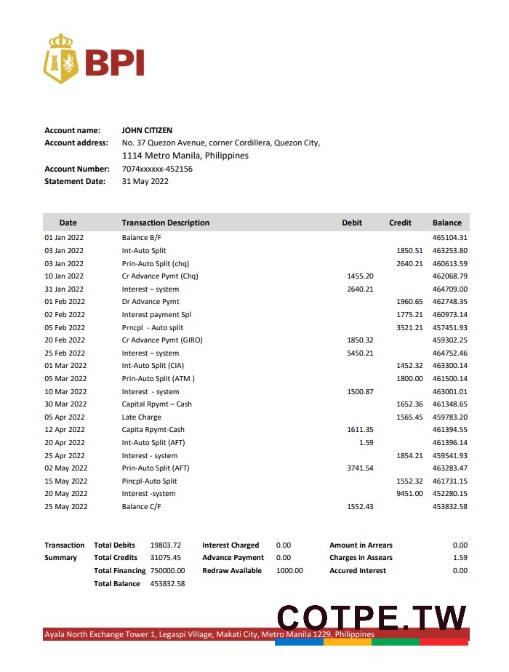 BPI
Account name: JOHN CITIZEN
Account address: No. 37 Quezon Avenue, corner Cordillera, Quezon City,
1114 Metro Manila, Philippines
Account Number: 7074xxxxxx-452156
Statement Date: 31 May 2022
Date Transaction Description Debit Credit Balance
01 Jan 2022 Balance B/F 465104.31
03 Jan 2022 Int-Auto Split 1850.51 463253.80
03 Jan 2022 Prin-Auto Split (chq) 2640.21 460613.59
10 Jan 2022 Cr Advance Pymt (Chq) 1455.20 462068.79
31 Jan 2022 Interest – system 2640.21 464709.00
01 Feb 2022 Dr Advance Pymt 1960.65 462748.35
02 Feb 2022 Interest payment Spl 1775.21 460973.14
05 Feb 2022 Prncpl - Auto split 3521.21 457451.93
20 Feb 2022 Cr Advance Pymt (GIRO) 1850.32 459302.25
25 Feb 2022 Interest – system 5450.21 464752.46
01 Mar 2022 Int-Auto Split (CIA) 1452.32 463300.14
05 Mar 2022 Prin-Auto Split (ATM ) 1800.00 461500.14
10 Mar 2022 Interest - system 1500.87 463001.01
30 Mar 2022 Capital Rpymt – Cash 1652.36 461348.65
05 Apr 2022 Late Charge 1565.45 459783.20
12 Apr 2022 Capita Rpymt-Cash 1611.35 461394.55
20 Apr 2022 Int-Auto Split (AFT) 1.59 461396.14
25 Apr 2022 Interest - system 1854.21 459541.93
02 May 2022 Prin-Auto Split (AFT) 3741.54 463283.47
15 May 2022 Pincpl-Auto Split 1552.32 461731.15
20 May 2022 Interest -system 9451.00 452280.15
25 May 2022 Balance C/F 1552.43 453832.58
Transaction Total Debits 19803.72 Interest Charged 0.00 Amount in Arrears 0.00
Summary Total Credits 31075.45 Advance Payment 0.00 Charges in Assears 1.59
Total Financing 750000.00 Redraw Available 1000.00 Accured Interest 0.00
Total Balance 453832.58
COTPE.TW
Ayala North Exchange Tower 1, Legaspi Village, Makati City, Metro Manila 1229, Philippines